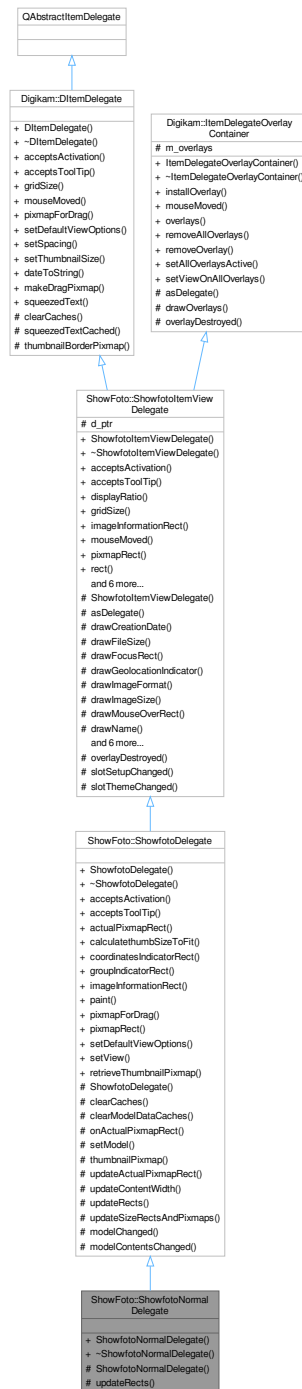 QAbstractItemDelegate
Digikam::DItemDelegate
+ DItemDelegate()
+ ~DItemDelegate()
+ acceptsActivation()
+ acceptsToolTip()
+ gridSize()
+ mouseMoved()
+ pixmapForDrag()
+ setDefaultViewOptions()
+ setSpacing()
+ setThumbnailSize()
+ dateToString()
+ makeDragPixmap()
+ squeezedText()
# clearCaches()
# squeezedTextCached()
# thumbnailBorderPixmap()
Digikam::ItemDelegateOverlay
Container
# m_overlays
+ ItemDelegateOverlayContainer()
+ ~ItemDelegateOverlayContainer()
+ installOverlay()
+ mouseMoved()
+ overlays()
+ removeAllOverlays()
+ removeOverlay()
+ setAllOverlaysActive()
+ setViewOnAllOverlays()
# asDelegate()
# drawOverlays()
# overlayDestroyed()
ShowFoto::ShowfotoItemView
Delegate
# d_ptr
+ ShowfotoItemViewDelegate()
+ ~ShowfotoItemViewDelegate()
+ acceptsActivation()
+ acceptsToolTip()
+ displayRatio()
+ gridSize()
+ imageInformationRect()
+ mouseMoved()
+ pixmapRect()
+ rect()
and 6 more...
# ShowfotoItemViewDelegate()
# asDelegate()
# drawCreationDate()
# drawFileSize()
# drawFocusRect()
# drawGeolocationIndicator()
# drawImageFormat()
# drawImageSize()
# drawMouseOverRect()
# drawName()
and 6 more...
# overlayDestroyed()
# slotSetupChanged()
# slotThemeChanged()
ShowFoto::ShowfotoDelegate
+ ShowfotoDelegate()
+ ~ShowfotoDelegate()
+ acceptsActivation()
+ acceptsToolTip()
+ actualPixmapRect()
+ calculatethumbSizeToFit()
+ coordinatesIndicatorRect()
+ groupIndicatorRect()
+ imageInformationRect()
+ paint()
+ pixmapForDrag()
+ pixmapRect()
+ setDefaultViewOptions()
+ setView()
+ retrieveThumbnailPixmap()
# ShowfotoDelegate()
# clearCaches()
# clearModelDataCaches()
# onActualPixmapRect()
# setModel()
# thumbnailPixmap()
# updateActualPixmapRect()
# updateContentWidth()
# updateRects()
# updateSizeRectsAndPixmaps()
# modelChanged()
# modelContentsChanged()
ShowFoto::ShowfotoNormal
Delegate
+ ShowfotoNormalDelegate()
+ ~ShowfotoNormalDelegate()
# ShowfotoNormalDelegate()
# updateRects()